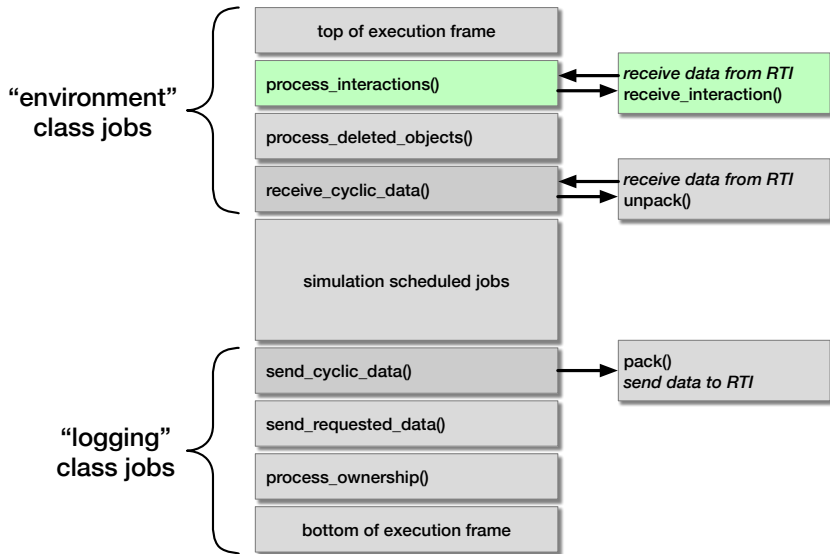 top of execution frame
process_interactions()
receive data from RTI
receive_interaction()
“environment”
class jobs
process_deleted_objects()
receive_cyclic_data()
receive data from RTI
unpack()
simulation scheduled jobs
send_cyclic_data()
pack()
send data to RTI
“logging”
class jobs
send_requested_data()
process_ownership()
bottom of execution frame